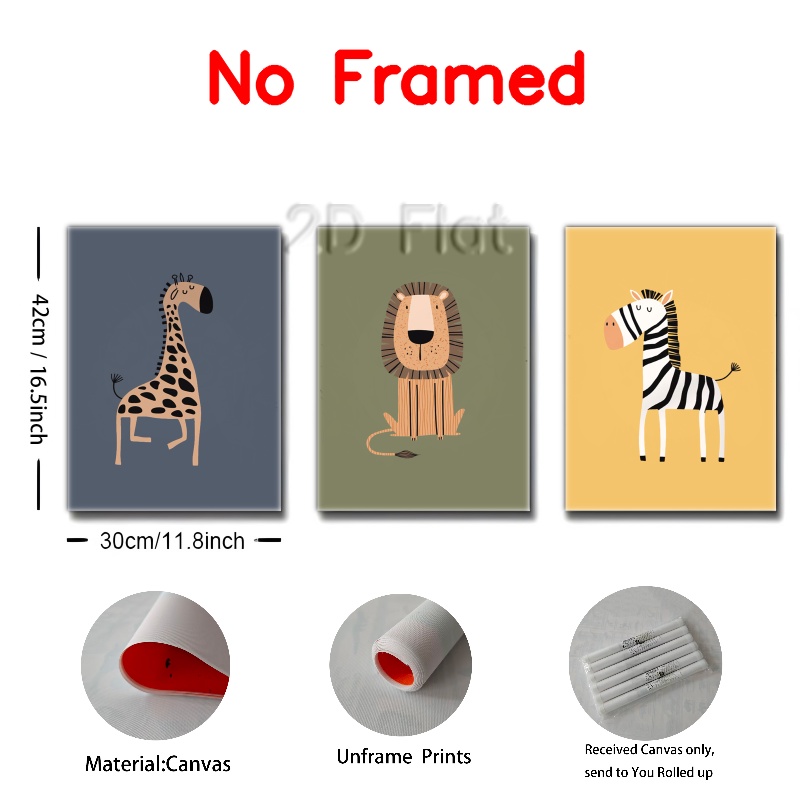 No Framed
2D Flat
42cm / 16.5inch
30cm/11.8inch
Material:Canvas
Unframe Prints
Received Canvas only,
send to You Rolled up